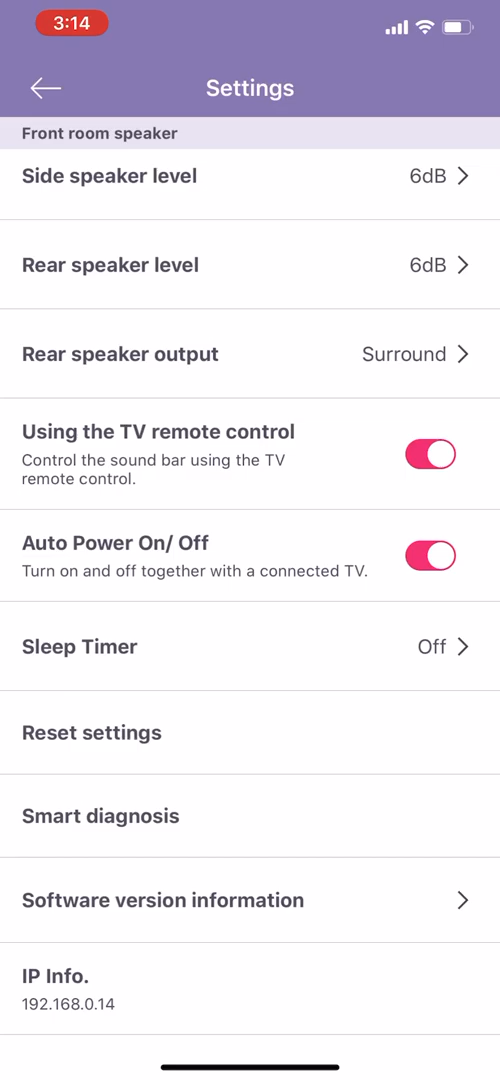 3:14
Settings
Front room speaker
Side speaker level 6dB
Rear speaker level 6dB
Rear speaker output Surround
Using the TV remote control
Control the sound bar using the TV
remote control.
Auto Power On/ Off
Turn on and off together with a connected TV.
Sleep Timer Off
Reset settings
Smart diagnosis
Software version information
IP Info.
192.168.0.14